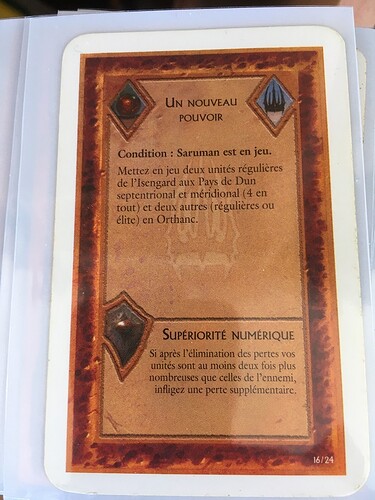 Un nouveau
pouvoir
Condition : Saruman est en jeu.
Mettez en jeu deux unités régulières
de l'Isengard aux Pays de Dun
septentrional et méridional (4 en
tout) et deux autres (régulières ou
élite) en Orthanc.
Supériorité numérique
Si après l'élimination des pertes vos
unités sont au moins deux fois plus
nombreuses que celles de l'ennemi,
infligez une perte supplémentaire.
16/24